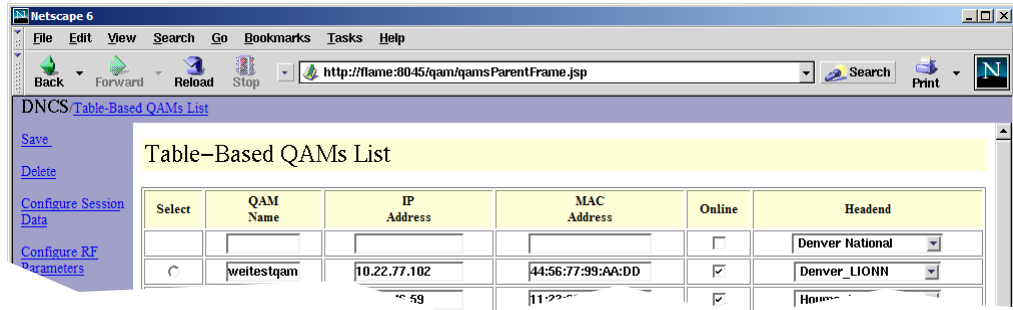 Netscape 6
File Edit View Search Go Bookmarks Tasks Help
Back Forward Reload Stop http://flame:8045/qam/qamsParentFrame.jsp Search Print N
DNCS/Table-Based QAMs List
Save
Delete
Configure Session Data
Configure RF Parameters
Table-Based QAMs List
Select QAM Name IP Address MAC Address Online Headend
Denver National
weitestqam 10.22.77.102 44:56:77:99:AA:DD Denver_LIONN